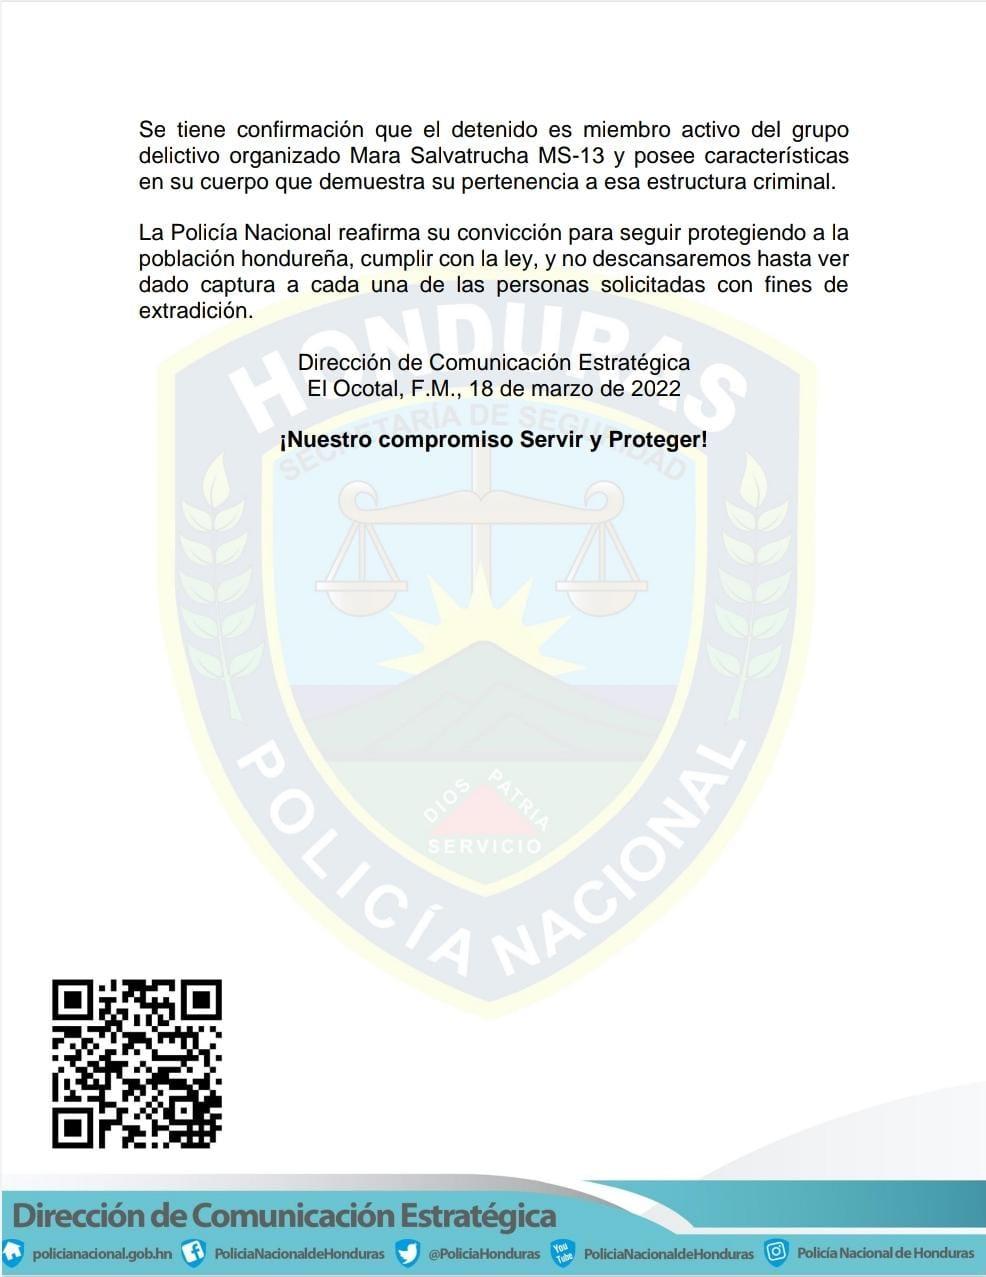 Se tiene confirmación que el detenido es miembro activo del grupo
delictivo organizado Mara Salvatrucha MS-13 y posee características
en su cuerpo que demuestra su pertenencia a esa estructura criminal.
La Policía Nacional reafirma su convicción para seguir protegiendo a la
población hondureña, cumplir con la ley, y no descansaremos hasta ver
dado captura a cada una de las personas solicitadas con fines de
extradición.
HONDURAS
Dirección de Comunicación Estratégica
El Ocotal, F.M., 18 de marzo de 2022
SECRETARÍA DE SEGURIDAD
¡Nuestro compromiso Servir y Proteger!
DIOS PATRIA
SERVICIO
POLICÍA NACIONAL
Dirección de Comunicación Estratégica
policianacional.gob.hn PoliciaNacionaldeHonduras @PoliciaHonduras You Tube PoliciaNacionaldeHonduras Policía Nacional de Honduras